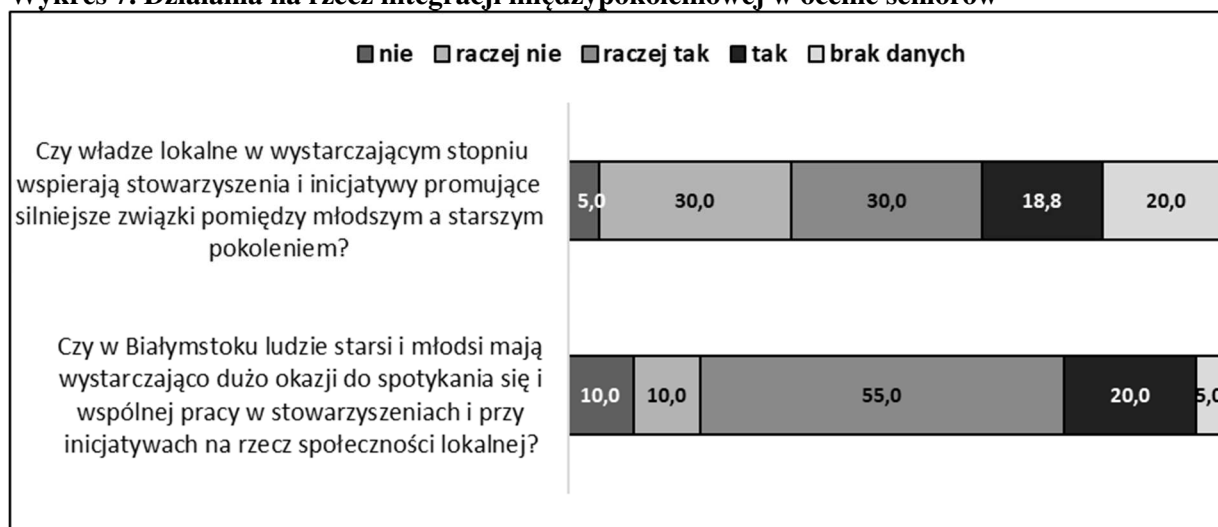 Wykres 7. Działania na rzecz integracji międzypokoleniowej w ocenie seniorów
nie raczej nie raczej tak tak brak danych
Czy władze lokalne w wystarczającym stopniu
wspierają stowarzyszenia i inicjatywy promujące
silniejsze związki pomiędzy młodszym a starszym
pokoleniem?
5,0 30,0 30,0 18,8 20,0
Czy w Białymstoku ludzie starsi i młodsi mają
wystarczająco dużo okazji do spotykania się i
wspólnej pracy w stowarzyszeniach i przy
inicjatywach na rzecz społeczności lokalnej?
10,0 10,0 55,0 20,0 5,0